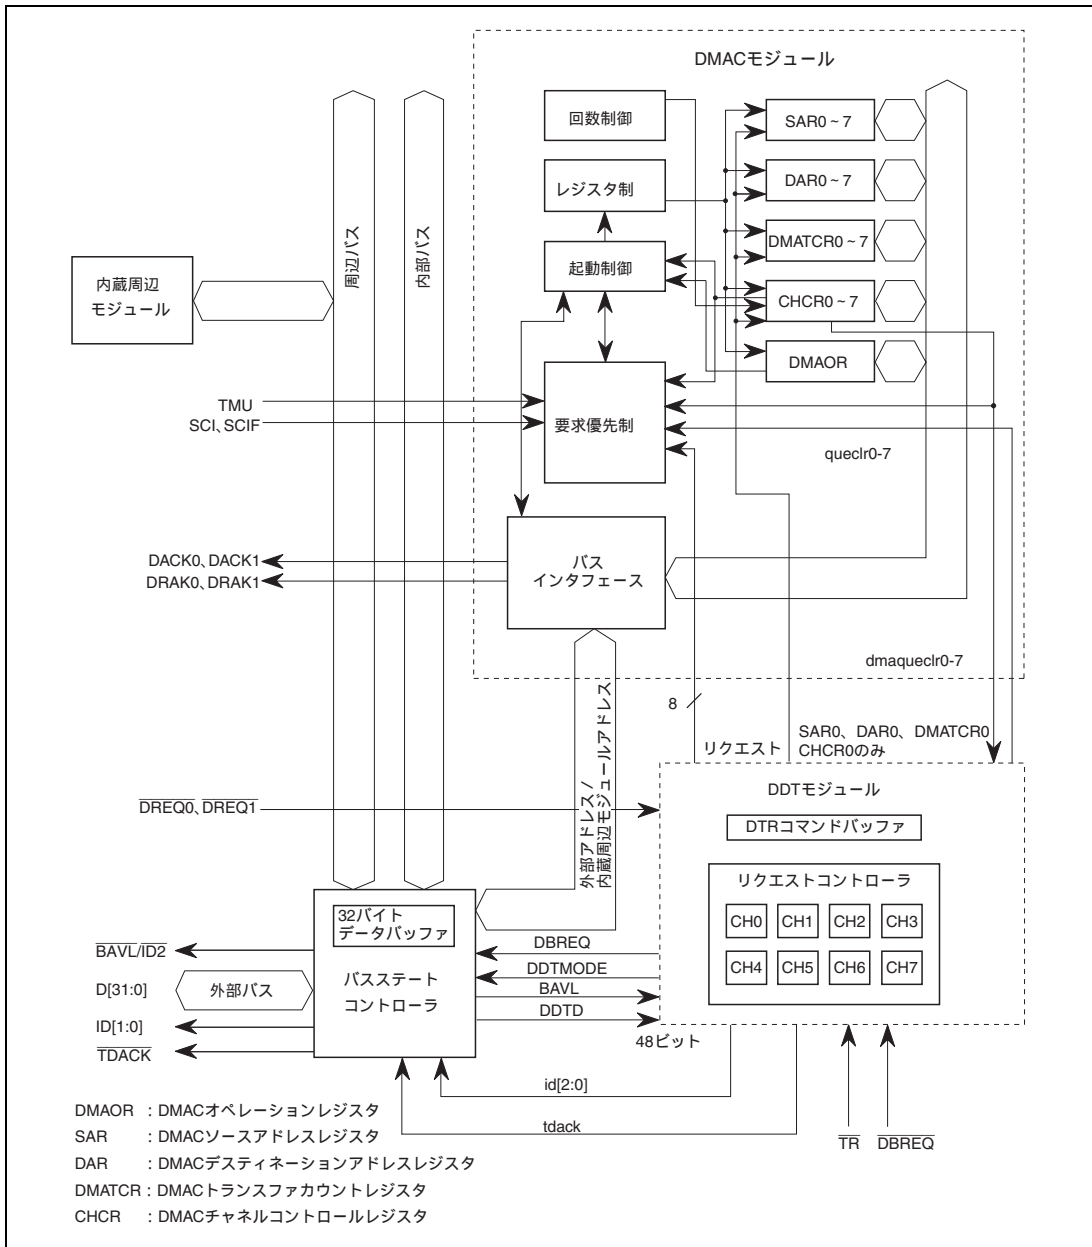 DMACモジュール
回数制御
SAR0~7
レジスタ制
DAR0~7
DMATCR0~7
周辺バス
内部バス
起動制御
内蔵周辺
モジュール
CHCR0~7
DMAOR
TMU
SCI、SCIF
要求優先制
queclr0-7
DACK0、DACK1
DRAK0、DRAK1
バス
インタフェース
dmaqueclr0-7
外部アドレス/
内蔵周辺モジュールアドレス
8
リクエスト
SAR0、DAR0、DMATCR0
CHCR0のみ
DDTモジュール
DREQ0、DREQ1
DTRコマンドバッファ
リクエストコントローラ
CH0 CH1 CH2 CH3
CH4 CH5 CH6 CH7
32バイト
データバッファ
バスステート
コントローラ
BAVL/ID2
D[31:0]
外部バス
ID[1:0]
TDACK
DBREQ
DDTMODE
BAVL
DDTD
48ビット
id[2:0]
tdack
TR
DBREQ
DMAOR :DMACオペレーションレジスタ
SAR :DMACソースアドレスレジスタ
DAR :DMACデスティネーションアドレスレジスタ
DMATCR:DMACトランスファカウントレジスタ
CHCR :DMACチャネルコントロールレジスタ